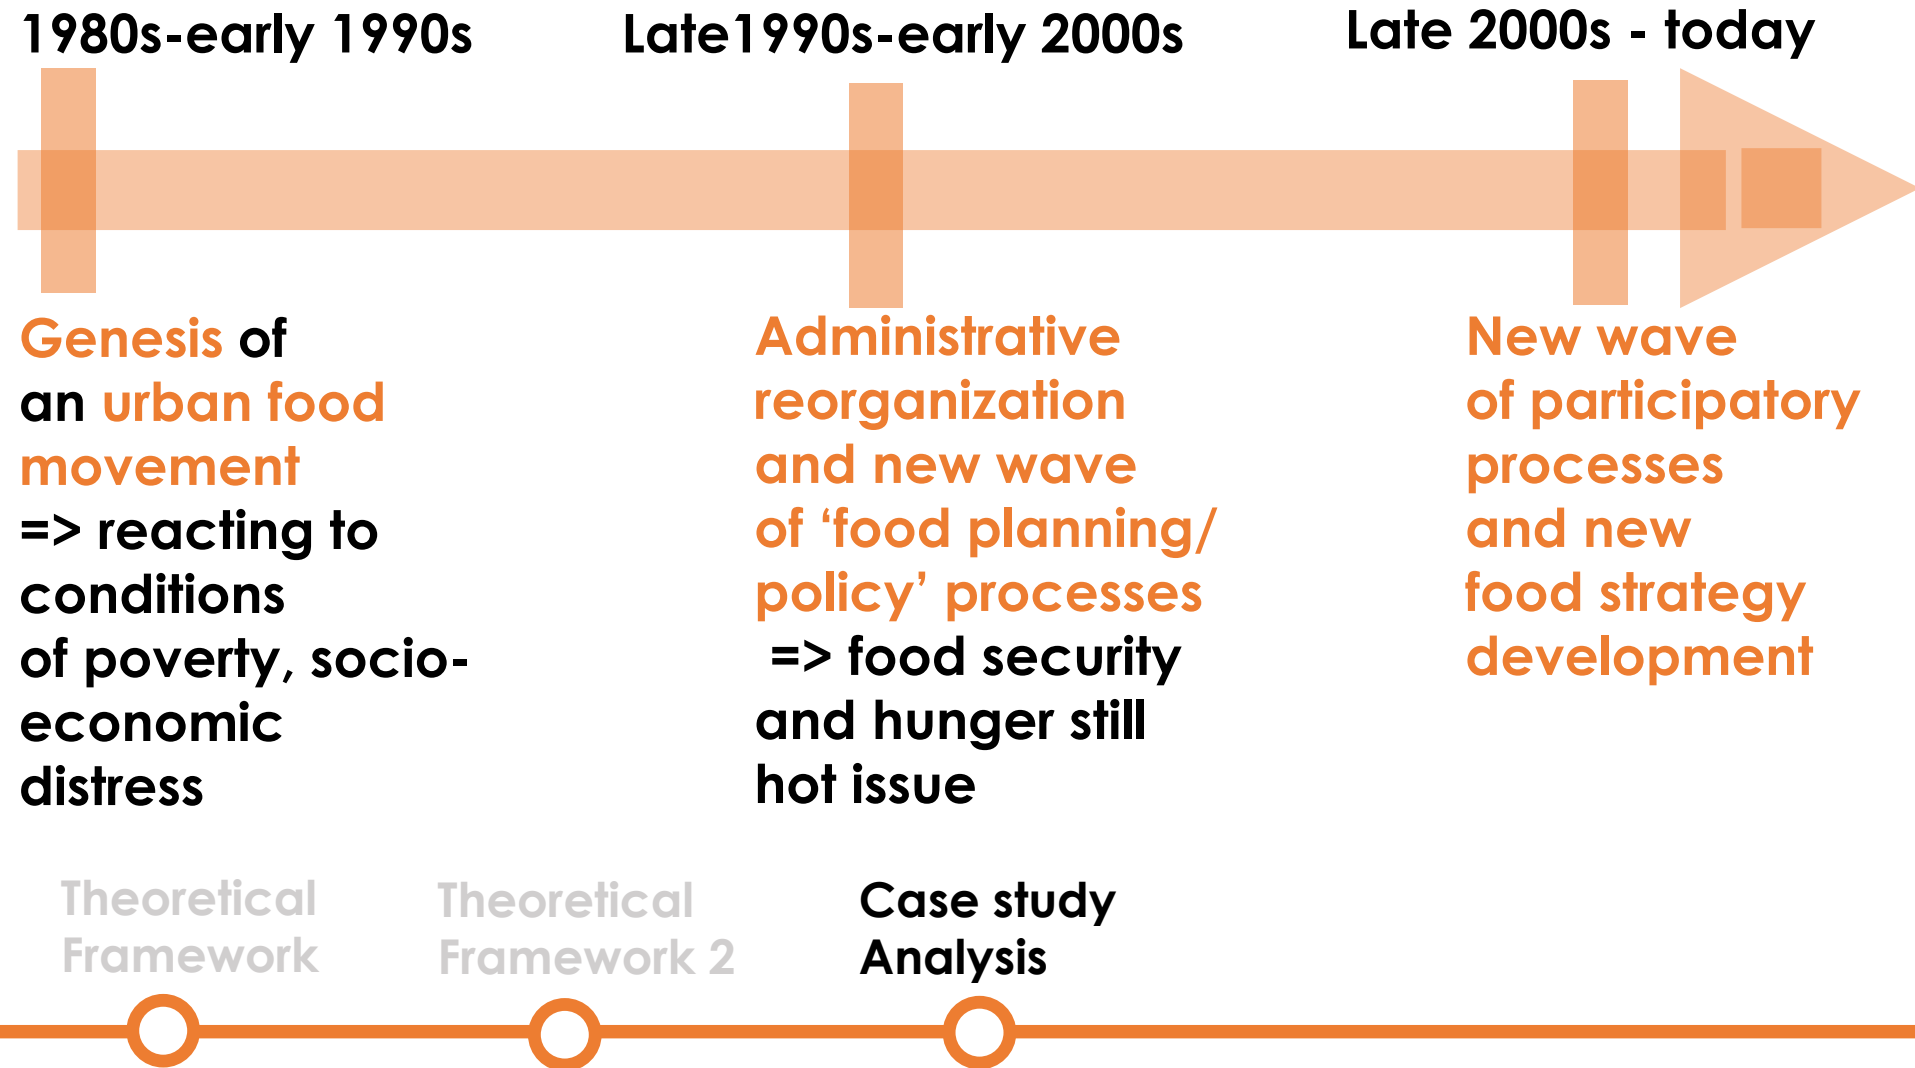 1980s-early 1990s
Late1990s-early 2000s
Late 2000s - today
Genesis of
an urban food
movement
=> reacting to
conditions
of poverty, socio-
economic
distress
Administrative
reorganization
and new wave
of ‘food planning/
policy’ processes
=> food security
and hunger still
hot issue
New wave
of participatory
processes
and new
food strategy
development
Theoretical
Framework
Theoretical
Framework 2
Case study
Analysis